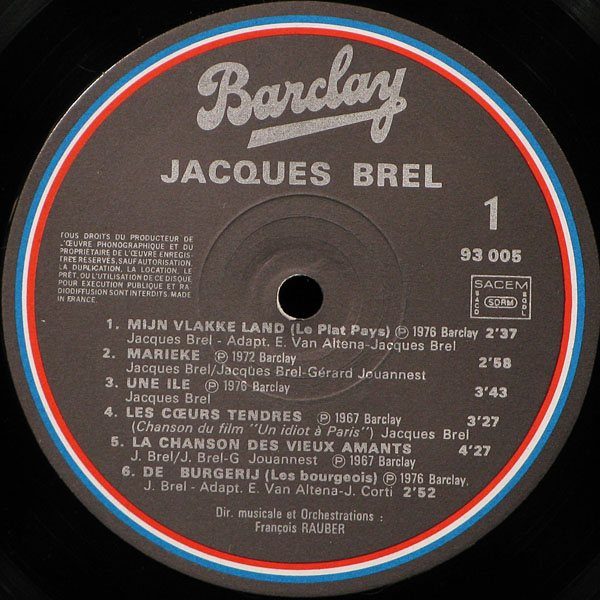 Barclay
JACQUES BREL
1
93 005
TOUS DROITS DU PRODUCTEUR DE
L'ŒUVRE PHONOGRAPHIQUE ET DU
PROPRIÉTAIRE DE L'ŒUVRE ENREGIS-
TRÉE RÉSERVÉS, SAUF AUTORISATION,
LA DUPLICATION, LA LOCATION, LE
PRÊT, OU L'UTILISATION DE CE DISQUE
POUR EXÉCUTION PUBLIQUE ET RA-
DIODIFFUSION SONT INTERDITS. MADE
IN FRANCE.
SACEM
SACD SDRM SGDL
1. MIJN VLAKKE LAND (Le Plat Pays) Ⓟ 1976 Barclay 2'37
Jacques Brel - Adapt. E. Van Altena-Jacques Brel
2. MARIEKE Ⓟ 1972 Barclay
Jacques Brel/Jacques Brel-Gérard Jouannest 2'58
3. UNE ILE Ⓟ 1976 Barclay
Jacques Brel 3'43
4. LES CŒURS TENDRES Ⓟ 1967 Barclay 3'27
(Chanson du film "Un idiot à Paris") Jacques Brel
5. LA CHANSON DES VIEUX AMANTS 4'27
J. Brel/J. Brel-G Jouannest Ⓟ 1967 Barclay
6. DE BURGERIJ (Les bourgeois) Ⓟ 1976 Barclay.
J. Brel - Adapt. E. Van Altena-J. Corti 2'52
Dir. musicale et Orchestrations :
François RAUBER